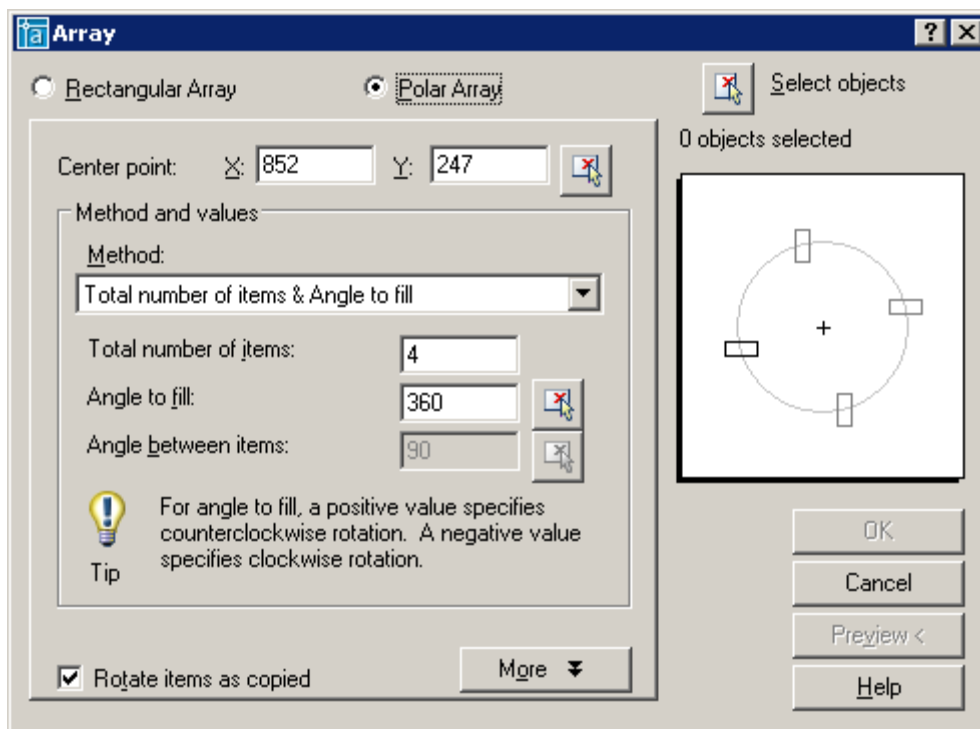 Array
Rectangular Array
Polar Array
Select objects
0 objects selected
Center point: X: 852 Y: 247
Method and values
Method:
Total number of items & Angle to fill
Total number of items: 4
Angle to fill: 360
Angle between items: 90
For angle to fill, a positive value specifies
counterclockwise rotation. A negative value
specifies clockwise rotation.
Tip
Rotate items as copied
More
OK
Cancel
Preview <
Help